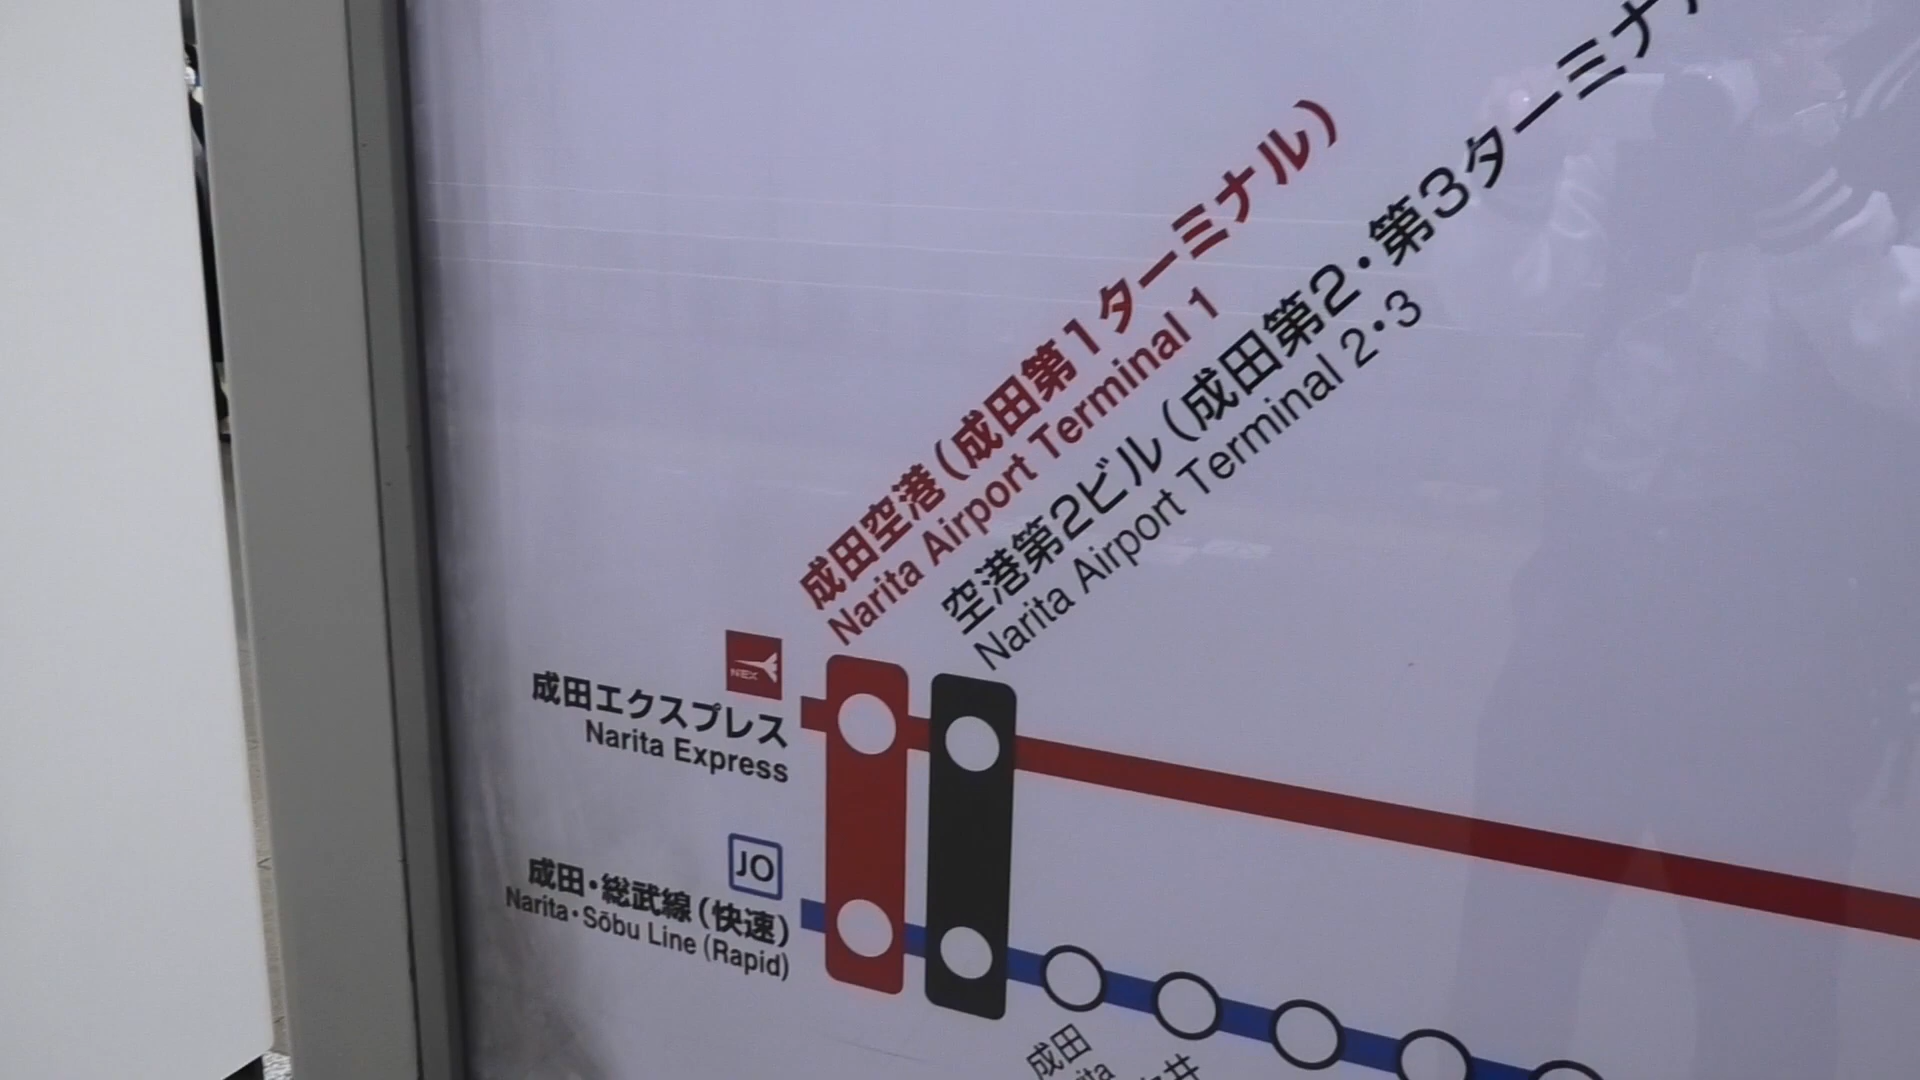 成田空港(成田第1ターミナル)
Narita Airport Terminal 1
空港第2ビル(成田第2・第3ターミナ
Narita Airport Terminal 2・3
NEX
成田エクスプレス
Narita Express
JO
成田・総武線(快速)
Narita・Sōbu Line (Rapid)
成田